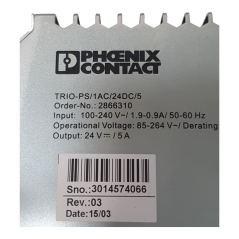 PHOENIX
CONTACT
TRIO-PS/1AC/24DC/5
Order-No.: 2866310
Input: 100-240 V~/ 1.9-0.9A/ 50-60 Hz
Operational Voltage: 85-264 V~/ Derating
Output: 24 V⎓ / 5 A
Sno.:3014574066
Rev.:03
Date:15/03